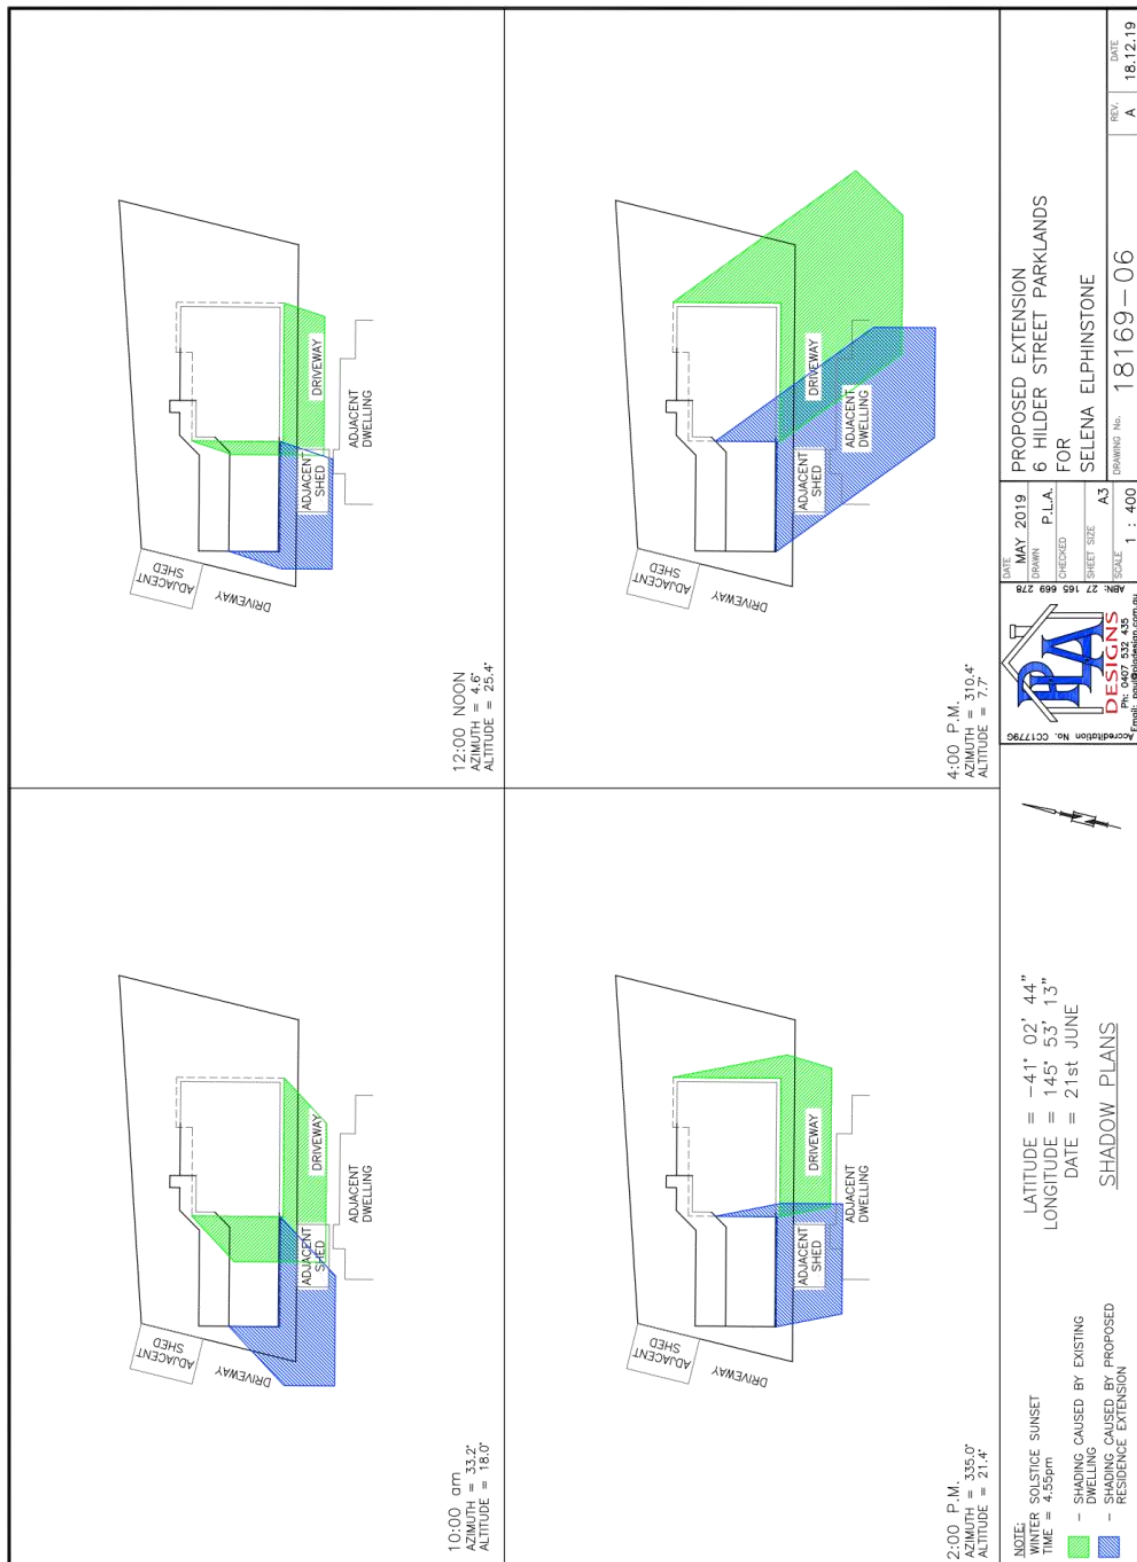 10:00 am
AZIMUTH = 33.2°
ALTITUDE = 18.0°
ADJACENT
SHED
DRIVEWAY
ADJACENT
SHED
DRIVEWAY
ADJACENT
DWELLING
12:00 NOON
AZIMUTH = 4.6°
ALTITUDE = 25.4°
ADJACENT
SHED
DRIVEWAY
ADJACENT
SHED
DRIVEWAY
ADJACENT
DWELLING
2:00 P.M.
AZIMUTH = 335.0°
ALTITUDE = 21.4°
ADJACENT
SHED
DRIVEWAY
ADJACENT
SHED
DRIVEWAY
ADJACENT
DWELLING
4:00 P.M.
AZIMUTH = 310.4°
ALTITUDE = 7.7°
ADJACENT
SHED
DRIVEWAY
ADJACENT
SHED
DRIVEWAY
ADJACENT
DWELLING
NOTE:
WINTER SOLSTICE SUNSET
TIME = 4.55pm
- SHADING CAUSED BY EXISTING
DWELLING
- SHADING CAUSED BY PROPOSED
RESIDENCE EXTENSION
LATITUDE = -41° 02' 44"
LONGITUDE = 145° 53' 13"
DATE = 21st JUNE
SHADOW PLANS
Accreditation No. CC1779G
PLA
DESIGNS
Ph: 0407 532 435
Email: paul@pladesign.com.au
ABN: 27 165 669 278
DATE
MAY 2019
DRAWN
P.L.A.
CHECKED
SHEET SIZE
A3
SCALE
1 : 400
PROPOSED EXTENSION
6 HILDER STREET PARKLANDS
FOR
SELENA ELPHINSTONE
DRAWING No.
18169-06
REV.
A
DATE
18.12.19